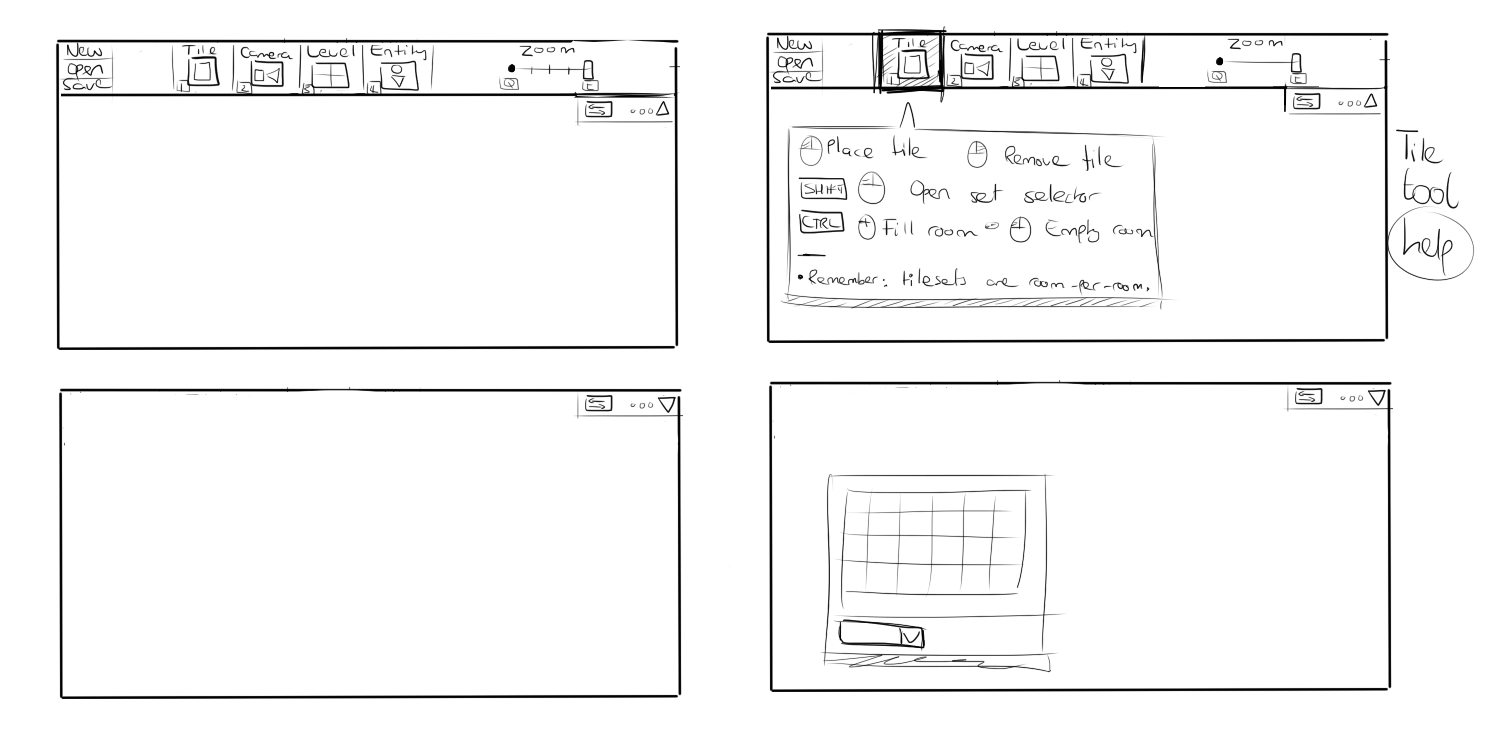 New
Open
Save
Tile
1
Camera
2
Level
3
Entity
4
Zoom
Q
E
New
Open
Save
Tile
1
Camera
2
Level
3
Entity
4
Zoom
Q
E
Place tile Remove tile
SHIFT Open set selector
CTRL Fill room Empty room
• Remember: tilesets are room-per-room.
Tile
tool
help